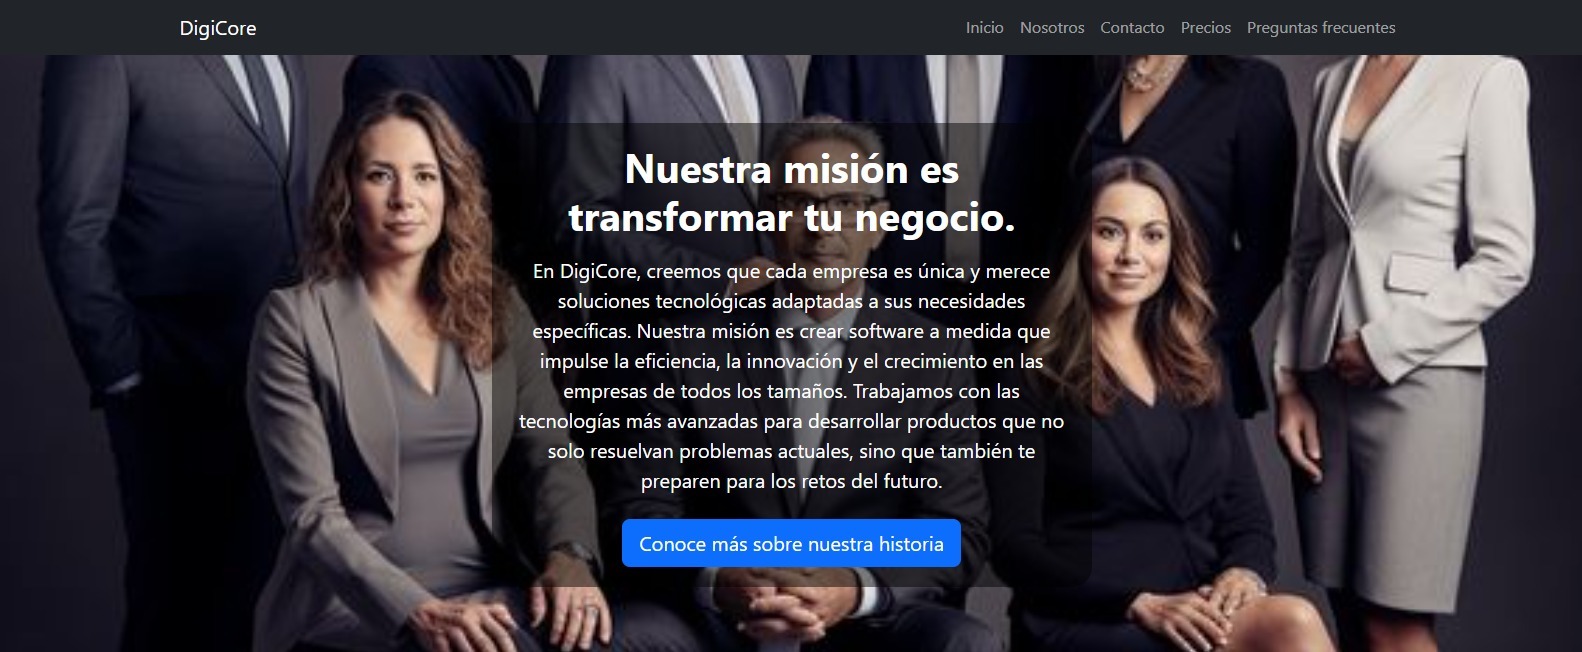 DigiCore
Inicio Nosotros Contacto Precios Preguntas frecuentes
Nuestra misión es
transformar tu negocio.
En DigiCore, creemos que cada empresa es única y merece
soluciones tecnológicas adaptadas a sus necesidades
específicas. Nuestra misión es crear software a medida que
impulse la eficiencia, la innovación y el crecimiento en las
empresas de todos los tamaños. Trabajamos con las
tecnologías más avanzadas para desarrollar productos que no
solo resuelvan problemas actuales, sino que también te
preparen para los retos del futuro.
Conoce más sobre nuestra historia